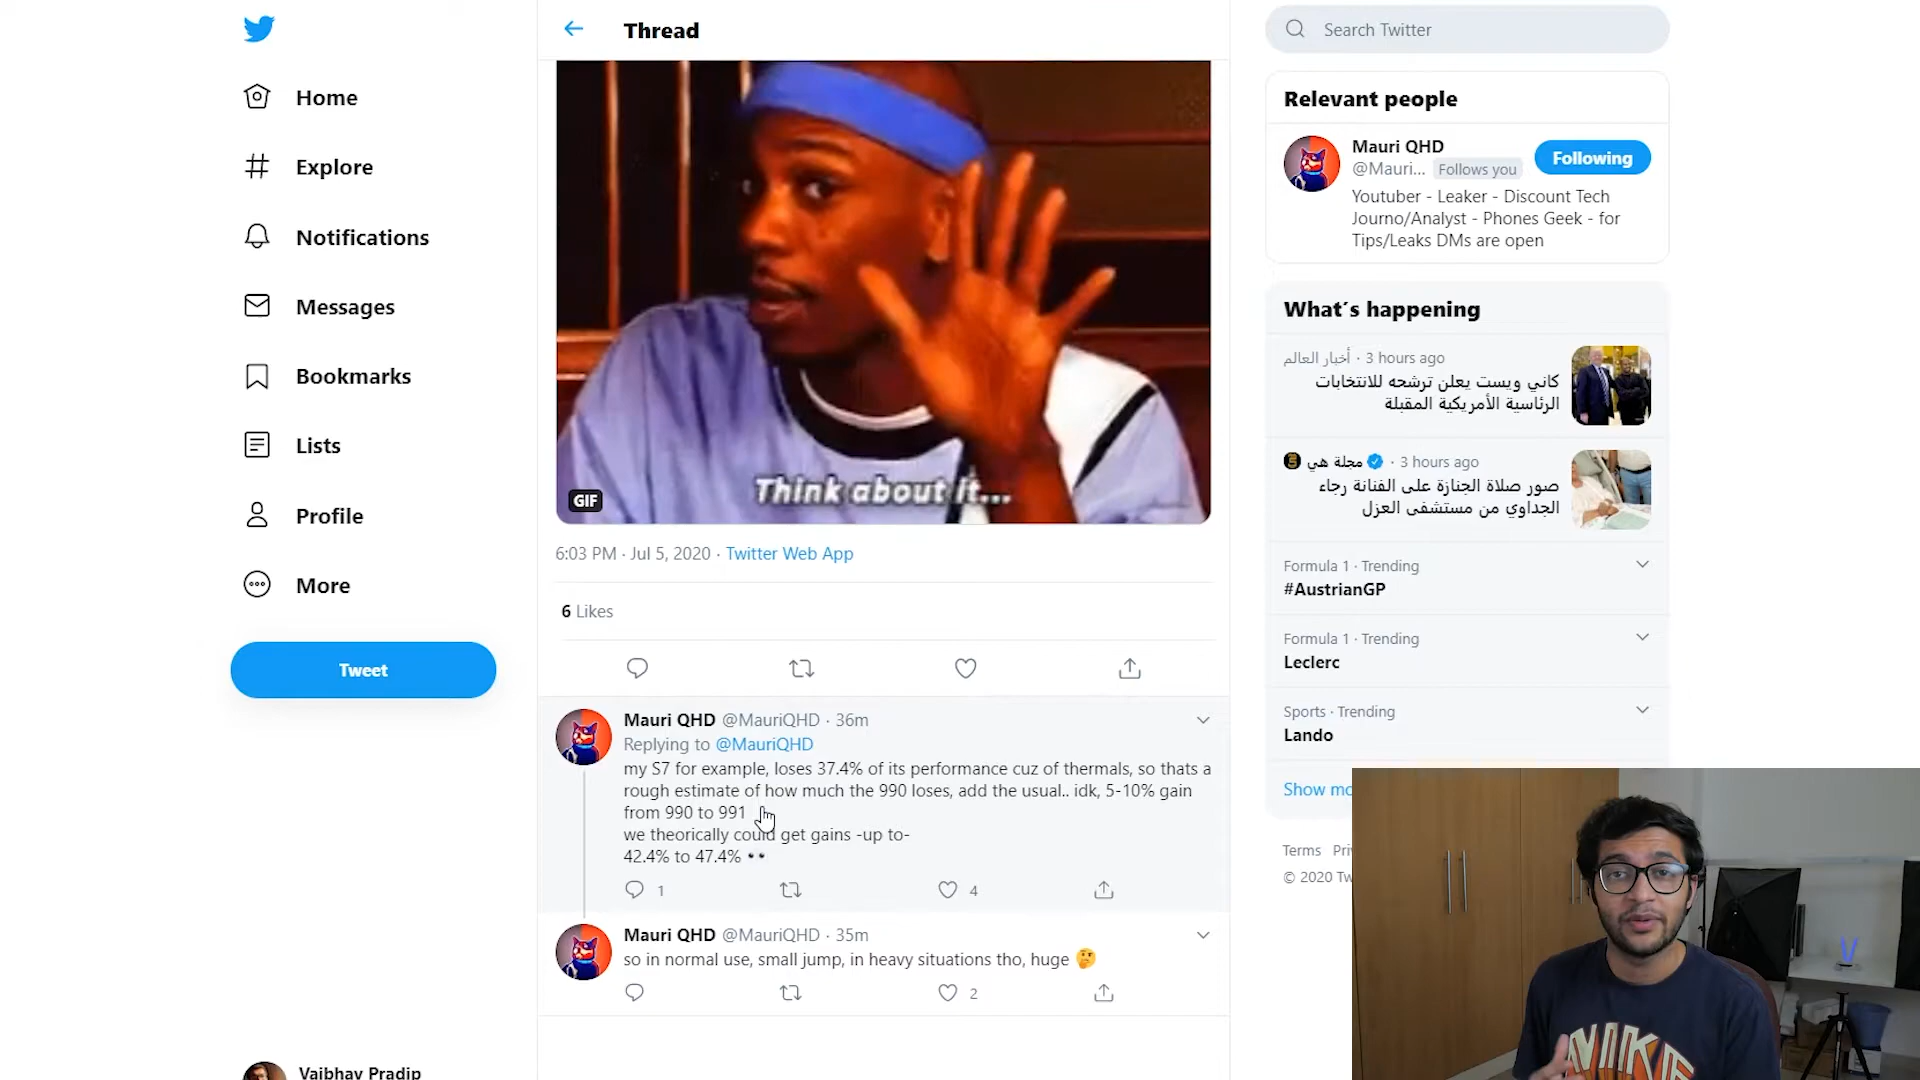 Home
Explore
Notifications
Messages
Bookmarks
Lists
Profile
More
Tweet
Vaibhav Pradip
Thread
Think about it...
GIF
6:03 PM · Jul 5, 2020 · Twitter Web App
6 Likes
Mauri QHD @MauriQHD · 36m
Replying to @MauriQHD
my S7 for example, loses 37.4% of its performance cuz of thermals, so thats a
rough estimate of how much the 990 loses, add the usual.. idk, 5-10% gain
from 990 to 991
we theorically could get gains -up to-
42.4% to 47.4% 👀
1
4
Mauri QHD @MauriQHD · 35m
so in normal use, small jump, in heavy situations tho, huge 🤔
2
Search Twitter
Relevant people
Mauri QHD
@Mauri... Follows you
Following
Youtuber - Leaker - Discount Tech
Journo/Analyst - Phones Geek - for
Tips/Leaks DMs are open
What's happening
أخبار العالم · 3 hours ago
كاني ويست يعلن ترشحه للانتخابات
الرئاسية الأمريكية المقبلة
مجلة هي · 3 hours ago
صور صلاة الجنازة على الفنانة رجاء
الجداوي من مستشفى العزل
Formula 1 · Trending
#AustrianGP
Formula 1 · Trending
Leclerc
Sports · Trending
Lando
Show mo
Terms Pri
© 2020 Tw
NIKE